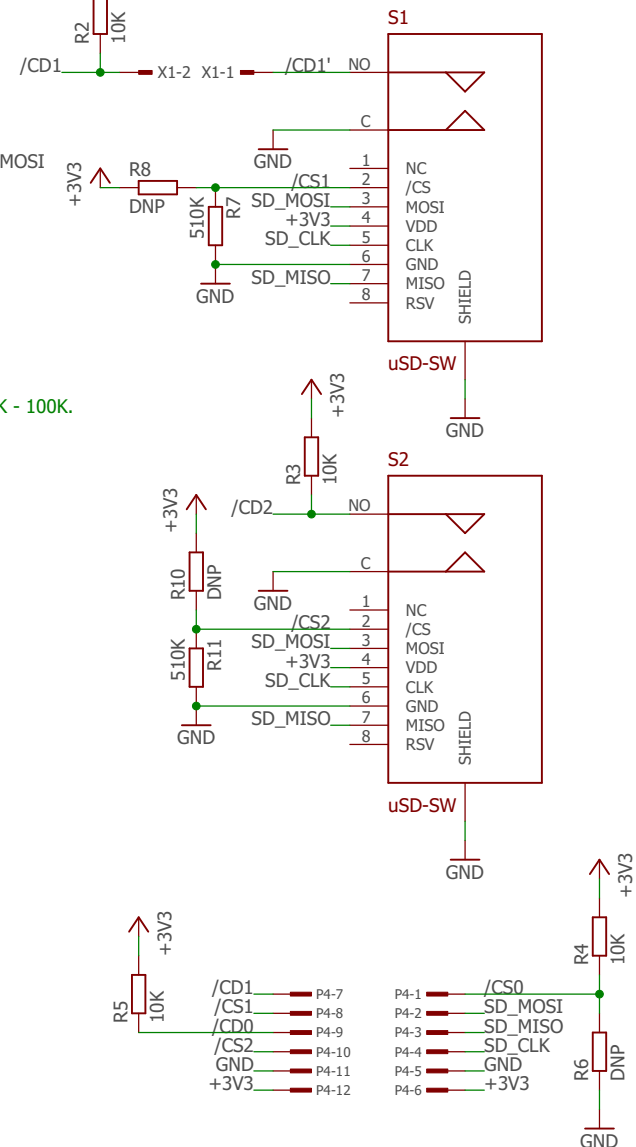 S1
R2
10K
/CD1
X1-2
X1-1
/CD1'
NO
C
GND
MOSI
+3V3
R8
DNP
510K
R7
GND
/CS1
SD_MOSI
+3V3
SD_CLK
SD_MISO
1 NC
2 /CS
3 MOSI
4 VDD
5 CLK
6 GND
7 MISO
8 RSV
SHIELD
uSD-SW
GND
K - 100K.
+3V3
R3
10K
S2
/CD2
NO
C
GND
+3V3
R10
DNP
510K
R11
GND
/CS2
SD_MOSI
+3V3
SD_CLK
SD_MISO
1 NC
2 /CS
3 MOSI
4 VDD
5 CLK
6 GND
7 MISO
8 RSV
SHIELD
uSD-SW
GND
+3V3
R5
10K
/CD1 P4-7
/CS1 P4-8
/CD0 P4-9
/CS2 P4-10
GND P4-11
+3V3 P4-12
P4-1 /CS0
P4-2 SD_MOSI
P4-3 SD_MISO
P4-4 SD_CLK
P4-5 GND
P4-6 +3V3
+3V3
R4
10K
R6
DNP
GND